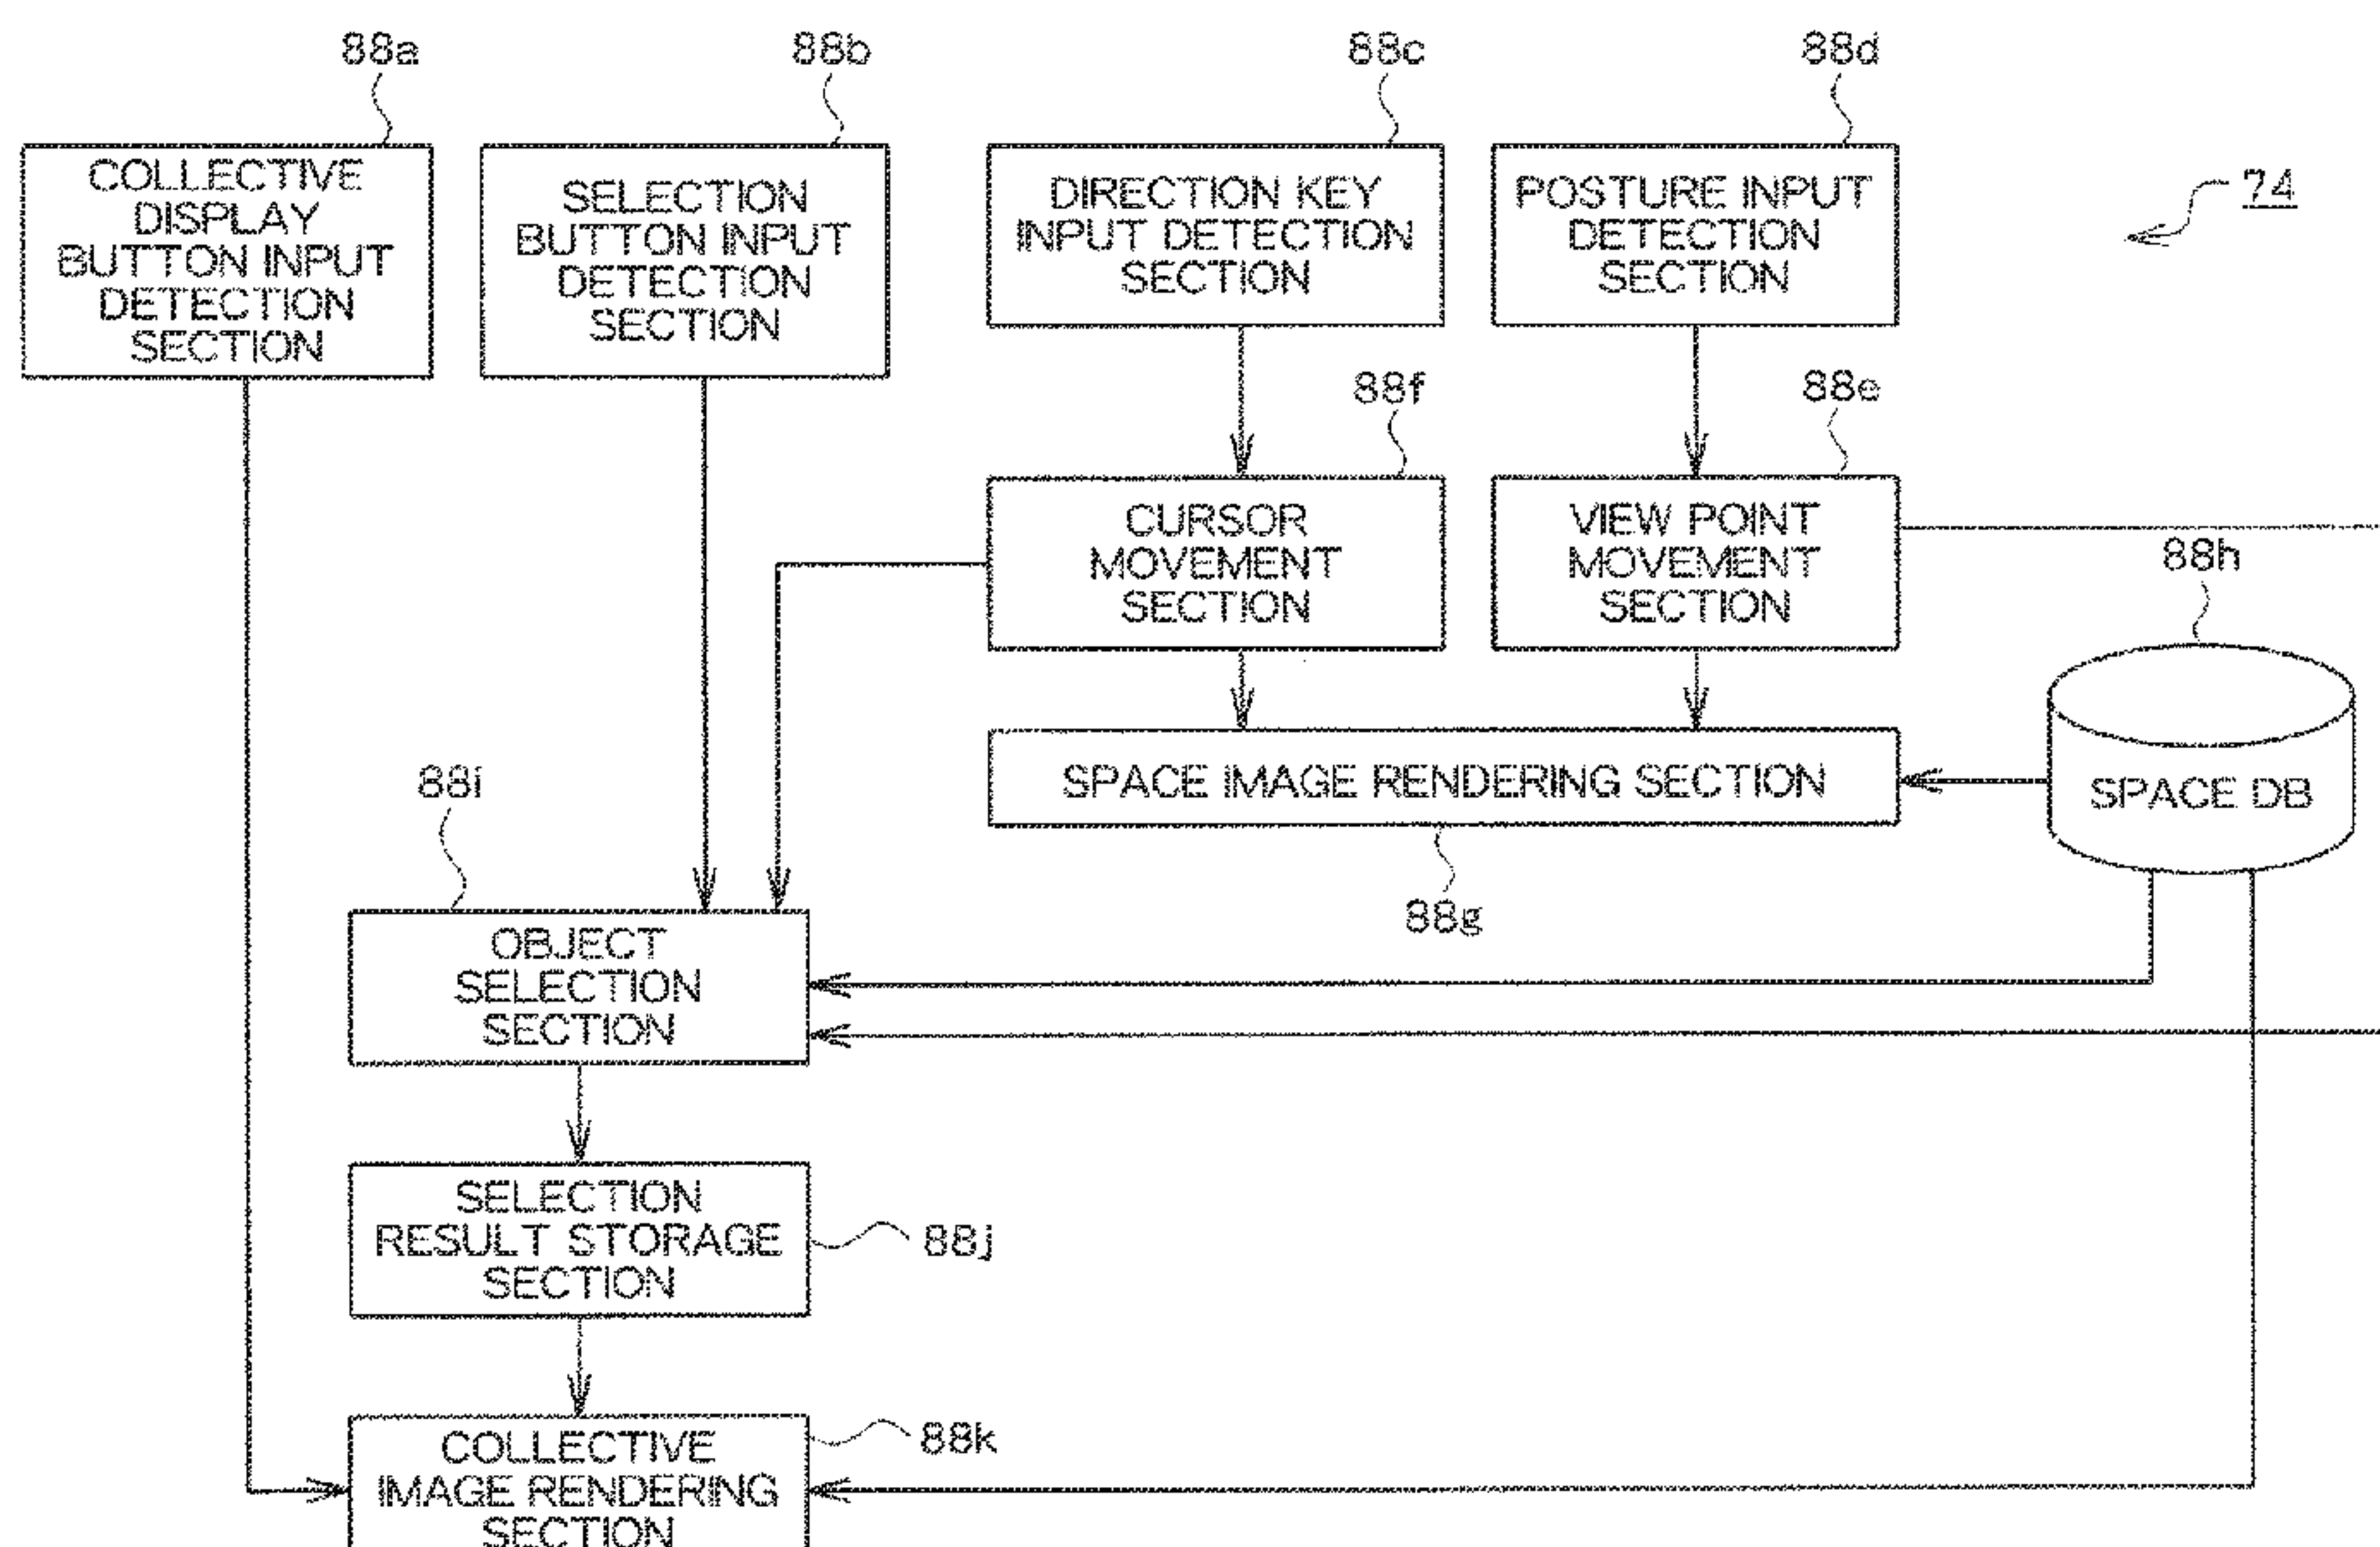 88a
88b
88c
88d
COLLECTIVE
DISPLAY
BUTTON INPUT
DETECTION
SECTION
SELECTION
BUTTON INPUT
DETECTION
SECTION
DIRECTION KEY
INPUT DETECTION
SECTION
POSTURE INPUT
DETECTION
SECTION
74
88f
88e
CURSOR
MOVEMENT
SECTION
VIEW POINT
MOVEMENT
SECTION
88h
SPACE IMAGE RENDERING SECTION
SPACE DB
88i
88g
OBJECT
SELECTION
SECTION
SELECTION
RESULT STORAGE
SECTION
88j
COLLECTIVE
IMAGE RENDERING
SECTION
88k